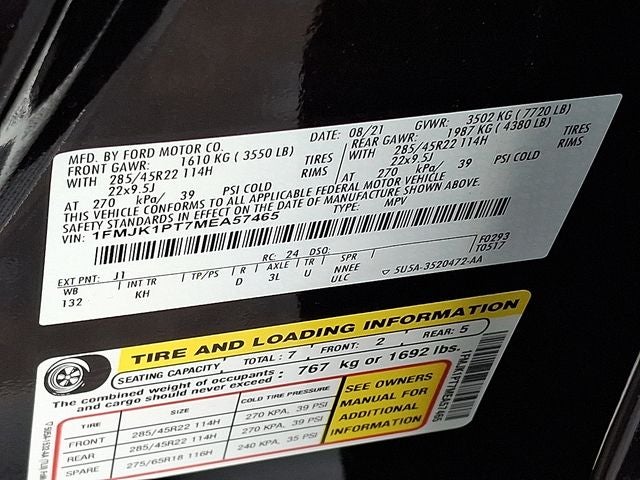 MFD. BY FORD MOTOR CO.
DATE: 08/21 GVWR: 3502 KG (7720 LB)
FRONT GAWR: 1610 KG (3550 LB) REAR GAWR: 1987 KG (4380 LB)
WITH 285/45R22 114H TIRES WITH 285/45R22 114H TIRES
22x9.5J RIMS 22x9.5J RIMS
AT 270 kPa/ 39 PSI COLD AT 270 kPa/ 39 PSI COLD
THIS VEHICLE CONFORMS TO ALL APPLICABLE FEDERAL MOTOR VEHICLE
SAFETY STANDARDS IN EFFECT ON THE DATE OF MANUFACTURE SHOWN ABOVE.
VIN: 1FMJK1PT7MEA57465 TYPE: MPV
F0293
T0517
EXT PNT: J1 RC: 24 DSO:
WB INT TR TP/PS R AXLE TR SPR
132 KH D 3L U NNEE
ULC ▽ 5U5A-3520472-AA
TIRE AND LOADING INFORMATION
SEATING CAPACITY TOTAL: 7 FRONT: 2 REAR: 5
The combined weight of occupants and cargo should never exceed: 767 kg or 1692 lbs.
TIRE SIZE COLD TIRE PRESSURE
FRONT 285/45R22 114H 270 KPA, 39 PSI
REAR 285/45R22 114H 270 KPA, 39 PSI
SPARE 275/65R18 116H 240 KPA, 35 PSI
SEE OWNERS
MANUAL FOR
ADDITIONAL
INFORMATION